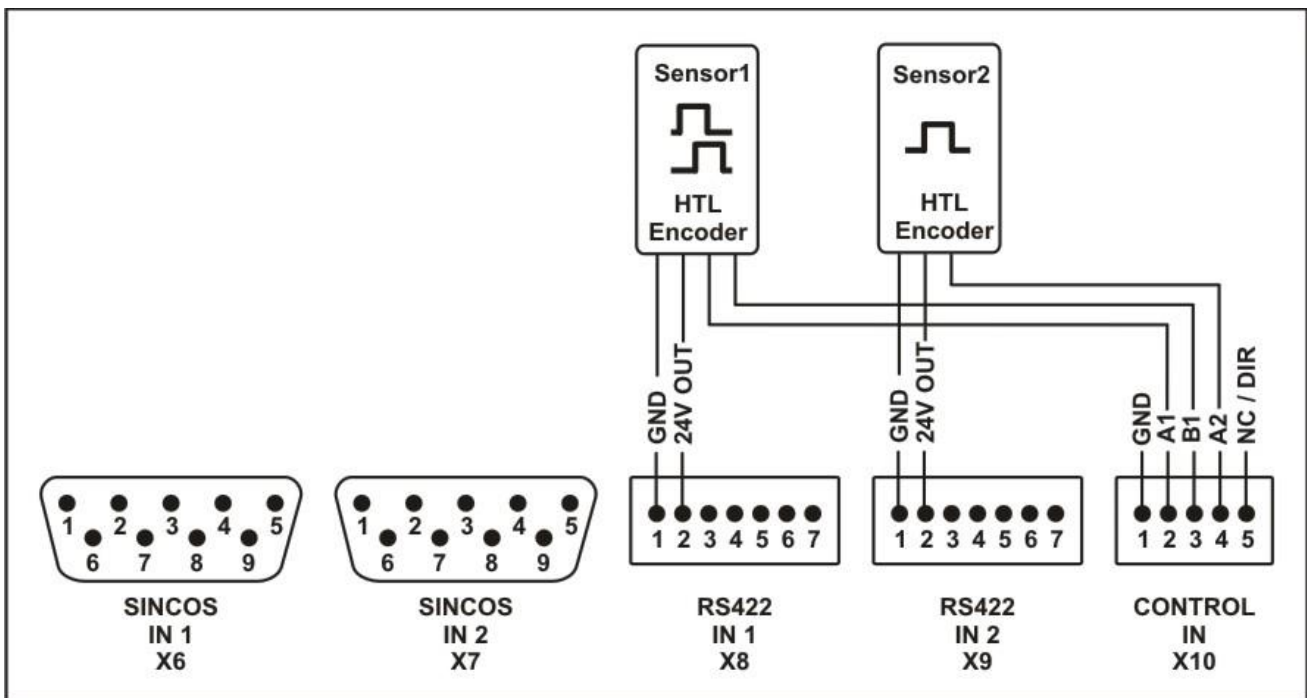 Sensor1
HTL
Encoder
Sensor2
HTL
Encoder
GND
24V OUT
GND
24V OUT
GND
A1
B1
A2
NC / DIR
1 2 3 4 5
6 7 8 9
SINCOS
IN 1
X6
1 2 3 4 5
6 7 8 9
SINCOS
IN 2
X7
1 2 3 4 5 6 7
RS422
IN 1
X8
1 2 3 4 5 6 7
RS422
IN 2
X9
1 2 3 4 5
CONTROL
IN
X10